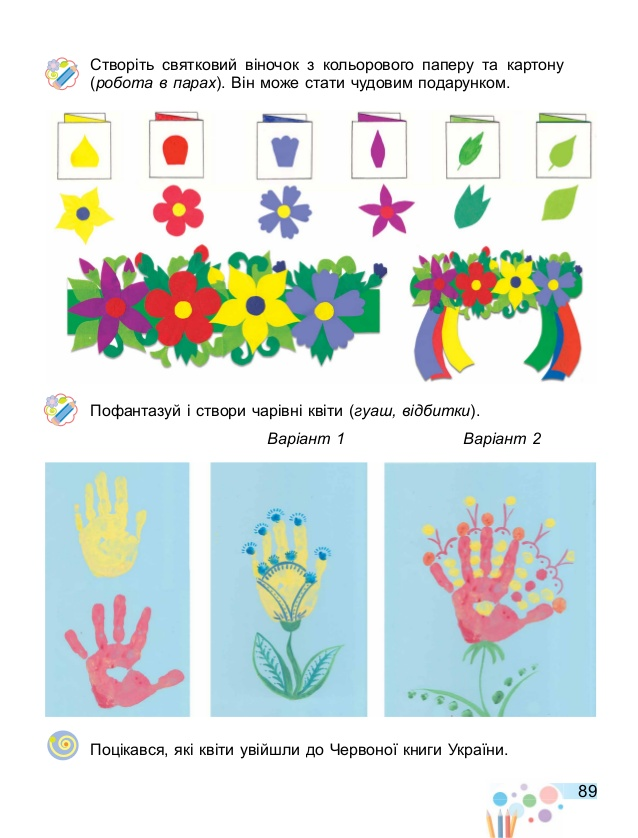 Створіть святковий віночок з кольорового паперу та картону
(робота в парах). Він може стати чудовим подарунком.
Пофантазуй і створи чарівні квіти (гуаш, відбитки).
Варіант 1
Варіант 2
Поцікався, які квіти увійшли до Червоної книги України.
89